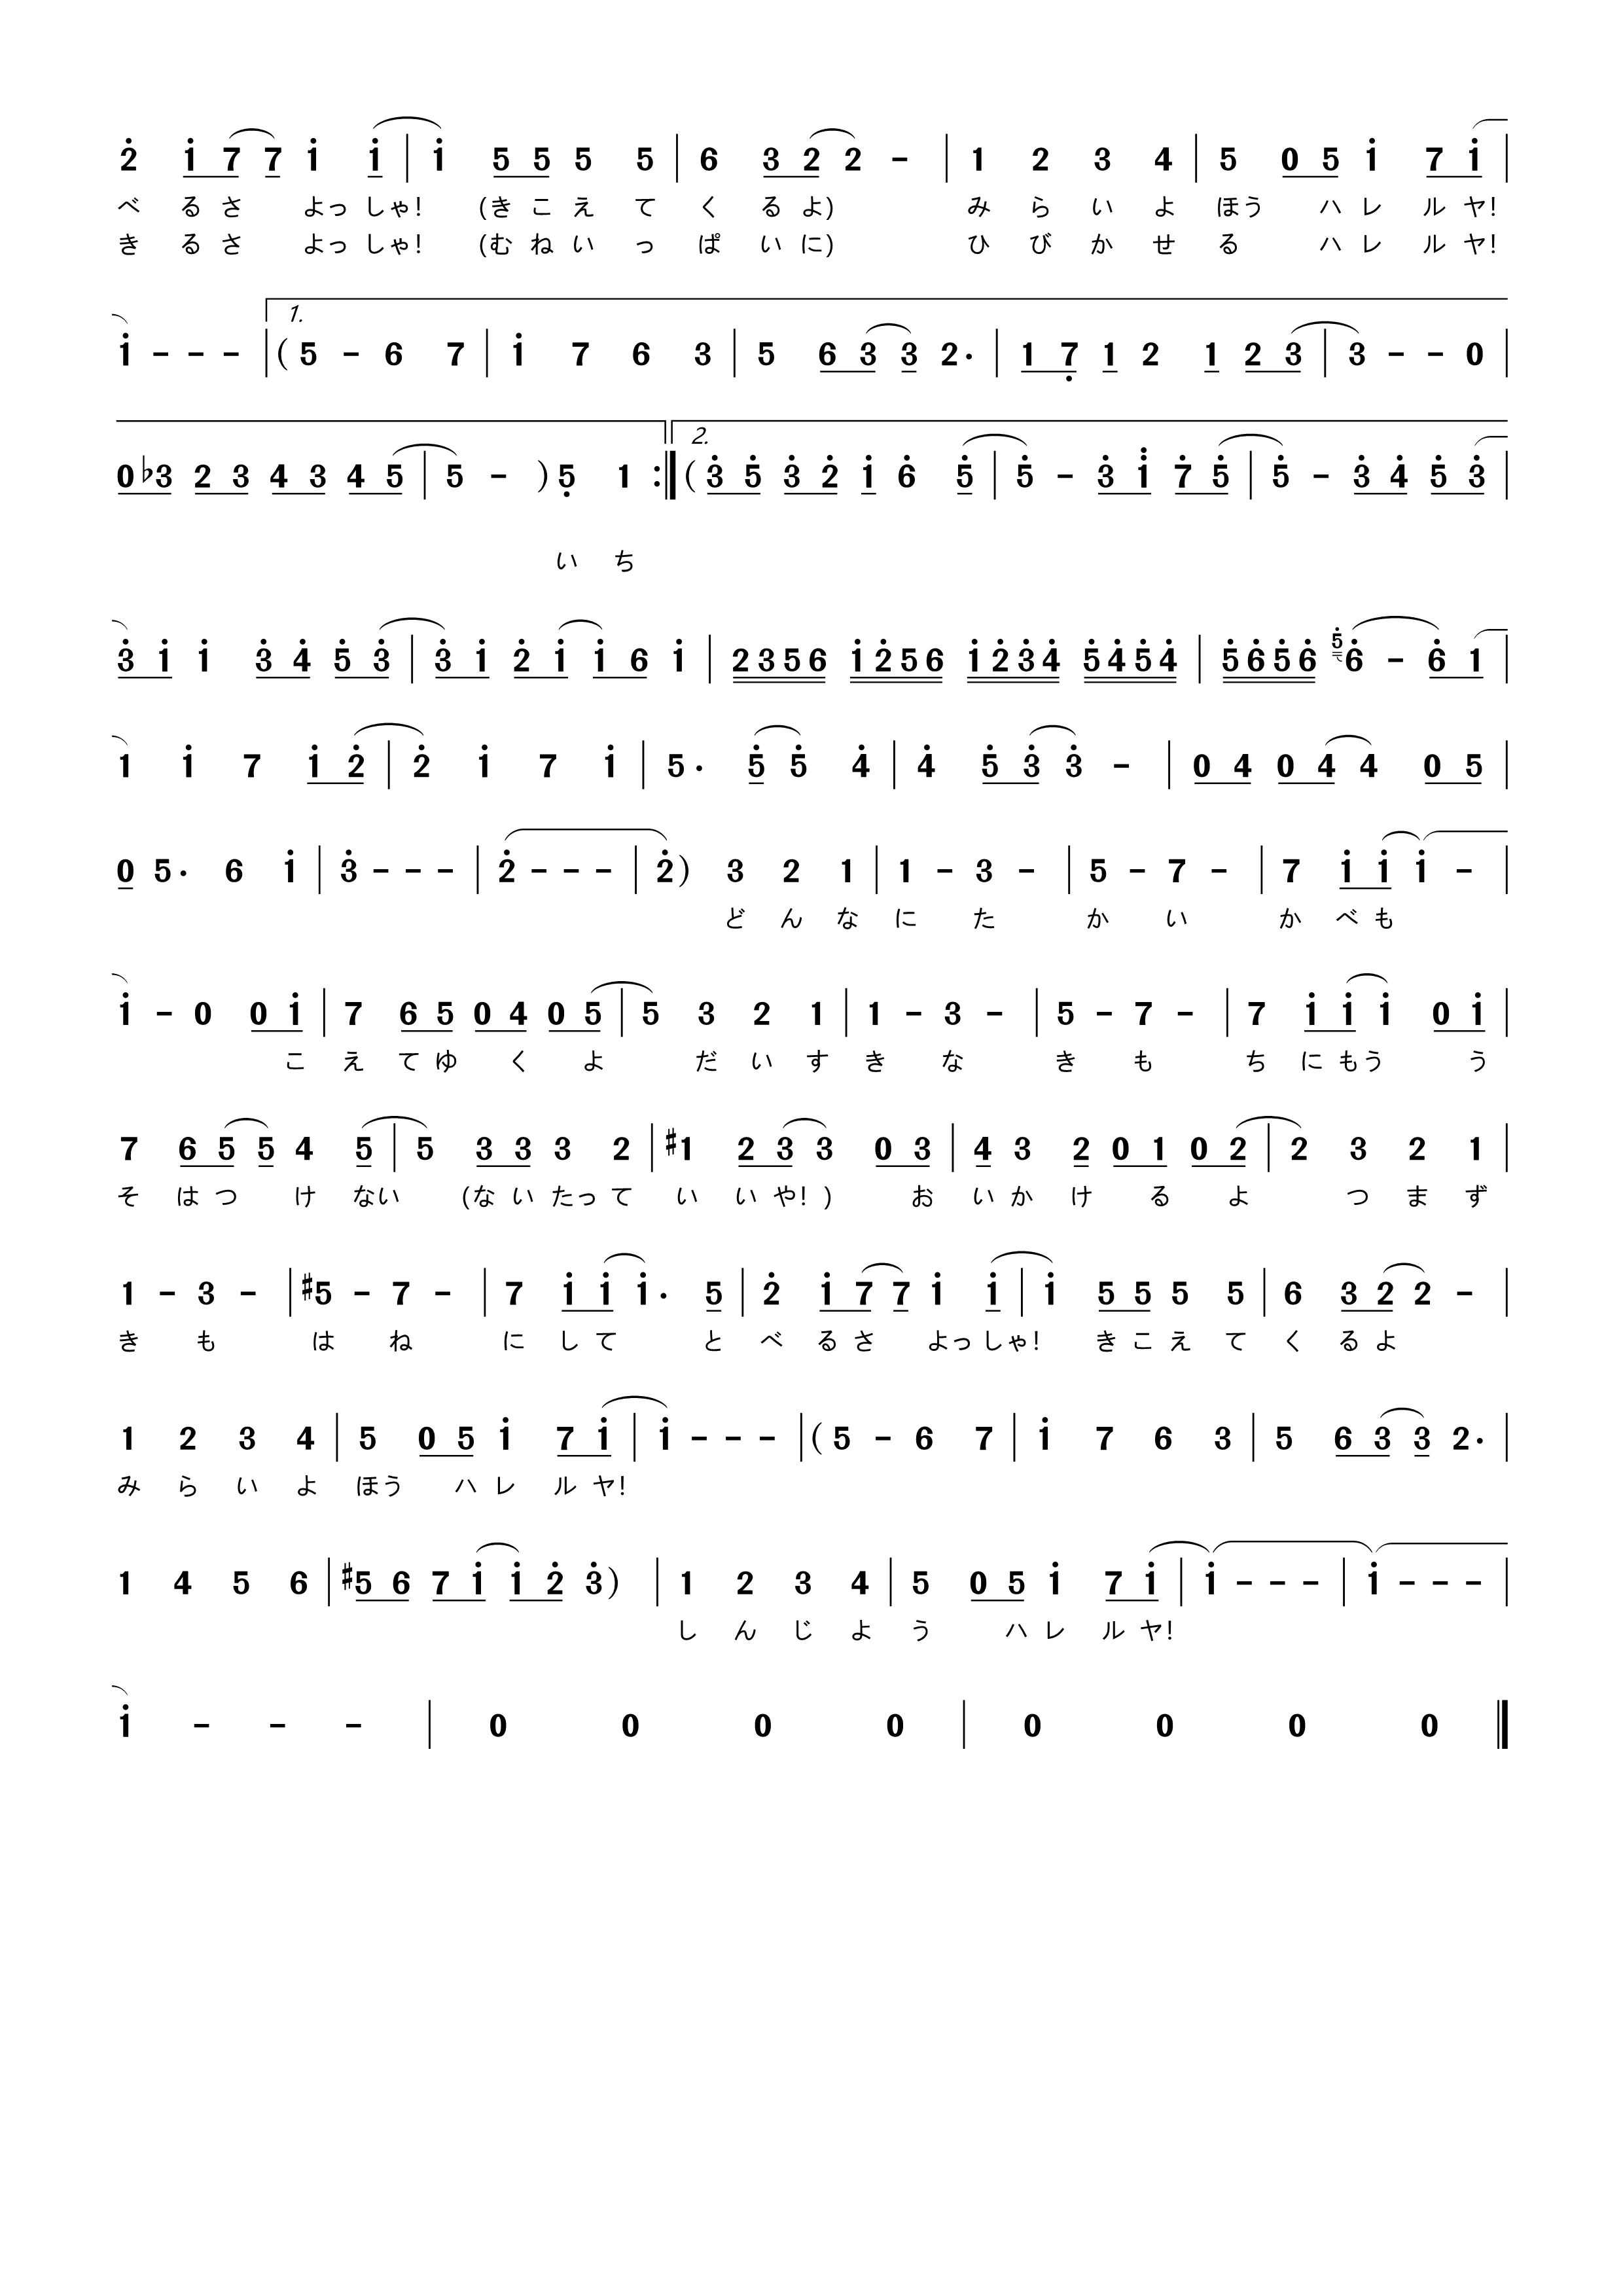 2̇ 1̇ 7 7 1̇ 1̇ | 1̇ 5 5 5 5 | 6 3 2 2 - | 1 2 3 4 | 5 0 5 1̇ 7 1̇ |
べ るさ よっ しゃ! (きこえ て く るよ) み ら い よ ほう ハ レ ル ヤ!
き るさ よっ しゃ! (むねい っ ぱ いに) ひ び か せ る ハ レ ル ヤ!
1.
1̇ - - - | (5 - 6 7 | 1̇ 7 6 3 | 5 6 3 3 2· | 1 7̣ 1 2 1 2 3 | 3 - - 0 |
2.
0 ♭3 2 3 4 3 4 5 | 5 - )5̣ 1 :‖ (3̇ 5̇ 3̇ 2̇ 1̇ 6̇ 5̇ | 5̇ - 3̇ 1̈ 7̇ 5̇ | 5̇ - 3̇ 4̇ 5̇ 3̇ |
い ち
3̇ 1̇ 1̇ 3̇ 4̇ 5̇ 3̇ | 3̇ 1̇ 2̇ 1̇ 1̇ 6 1̇ | 2 3 5 6 1̇ 2̇ 5 6 1̇ 2̇ 3̇ 4̇ 5̇ 4̇ 5̇ 4̇ | 5̇ 6̇ 5̇ 6̇ 5̇ 6̇ - 6̇ 1 |
1 1̇ 7 1̇ 2̇ | 2̇ 1̇ 7 1̇ | 5· 5̇ 5̇ 4̇ | 4̇ 5̇ 3̇ 3̇ - | 0 4 0 4 4 0 5 |
0 5· 6 1̇ | 3̇ - - - | 2̇ - - - | 2̇) 3 2 1 | 1 - 3 - | 5 - 7 - | 7 1̇ 1̇ 1̇ - |
ど ん な に た か い か べ も
1̇ - 0 0 1̇ | 7 6 5 0 4 0 5 | 5 3 2 1 | 1 - 3 - | 5 - 7 - | 7 1̇ 1̇ 1̇ 0 1̇ |
こ え て ゆ く よ だ い す き な き も ち に もう う
7 6 5 5 4 5 | 5 3 3 3 2 | ♯1 2 3 3 0 3 | 4 3 2 0 1 0 2 | 2 3 2 1 |
そ は つ け ない (な い たっ て い い や! ) お い か け る よ つ ま ず
1 - 3 - | ♯5 - 7 - | 7 1̇ 1̇ 1̇· 5 | 2̇ 1̇ 7 7 1̇ 1̇ | 1̇ 5 5 5 5 | 6 3 2 2 - |
き も は ね に し て と べ る さ よっ しゃ! き こ え て く る よ
1 2 3 4 | 5 0 5 1̇ 7 1̇ | 1̇ - - - | (5 - 6 7 | 1̇ 7 6 3 | 5 6 3 3 2· |
み ら い よ ほう ハ レ ル ヤ!
1 4 5 6 | ♯5 6 7 1̇ 1̇ 2̇ 3̇) | 1 2 3 4 | 5 0 5 1̇ 7 1̇ | 1̇ - - - | 1̇ - - - |
し ん じ よ う ハ レ ル ヤ!
1̇ - - - | 0 0 0 0 | 0 0 0 0 ‖